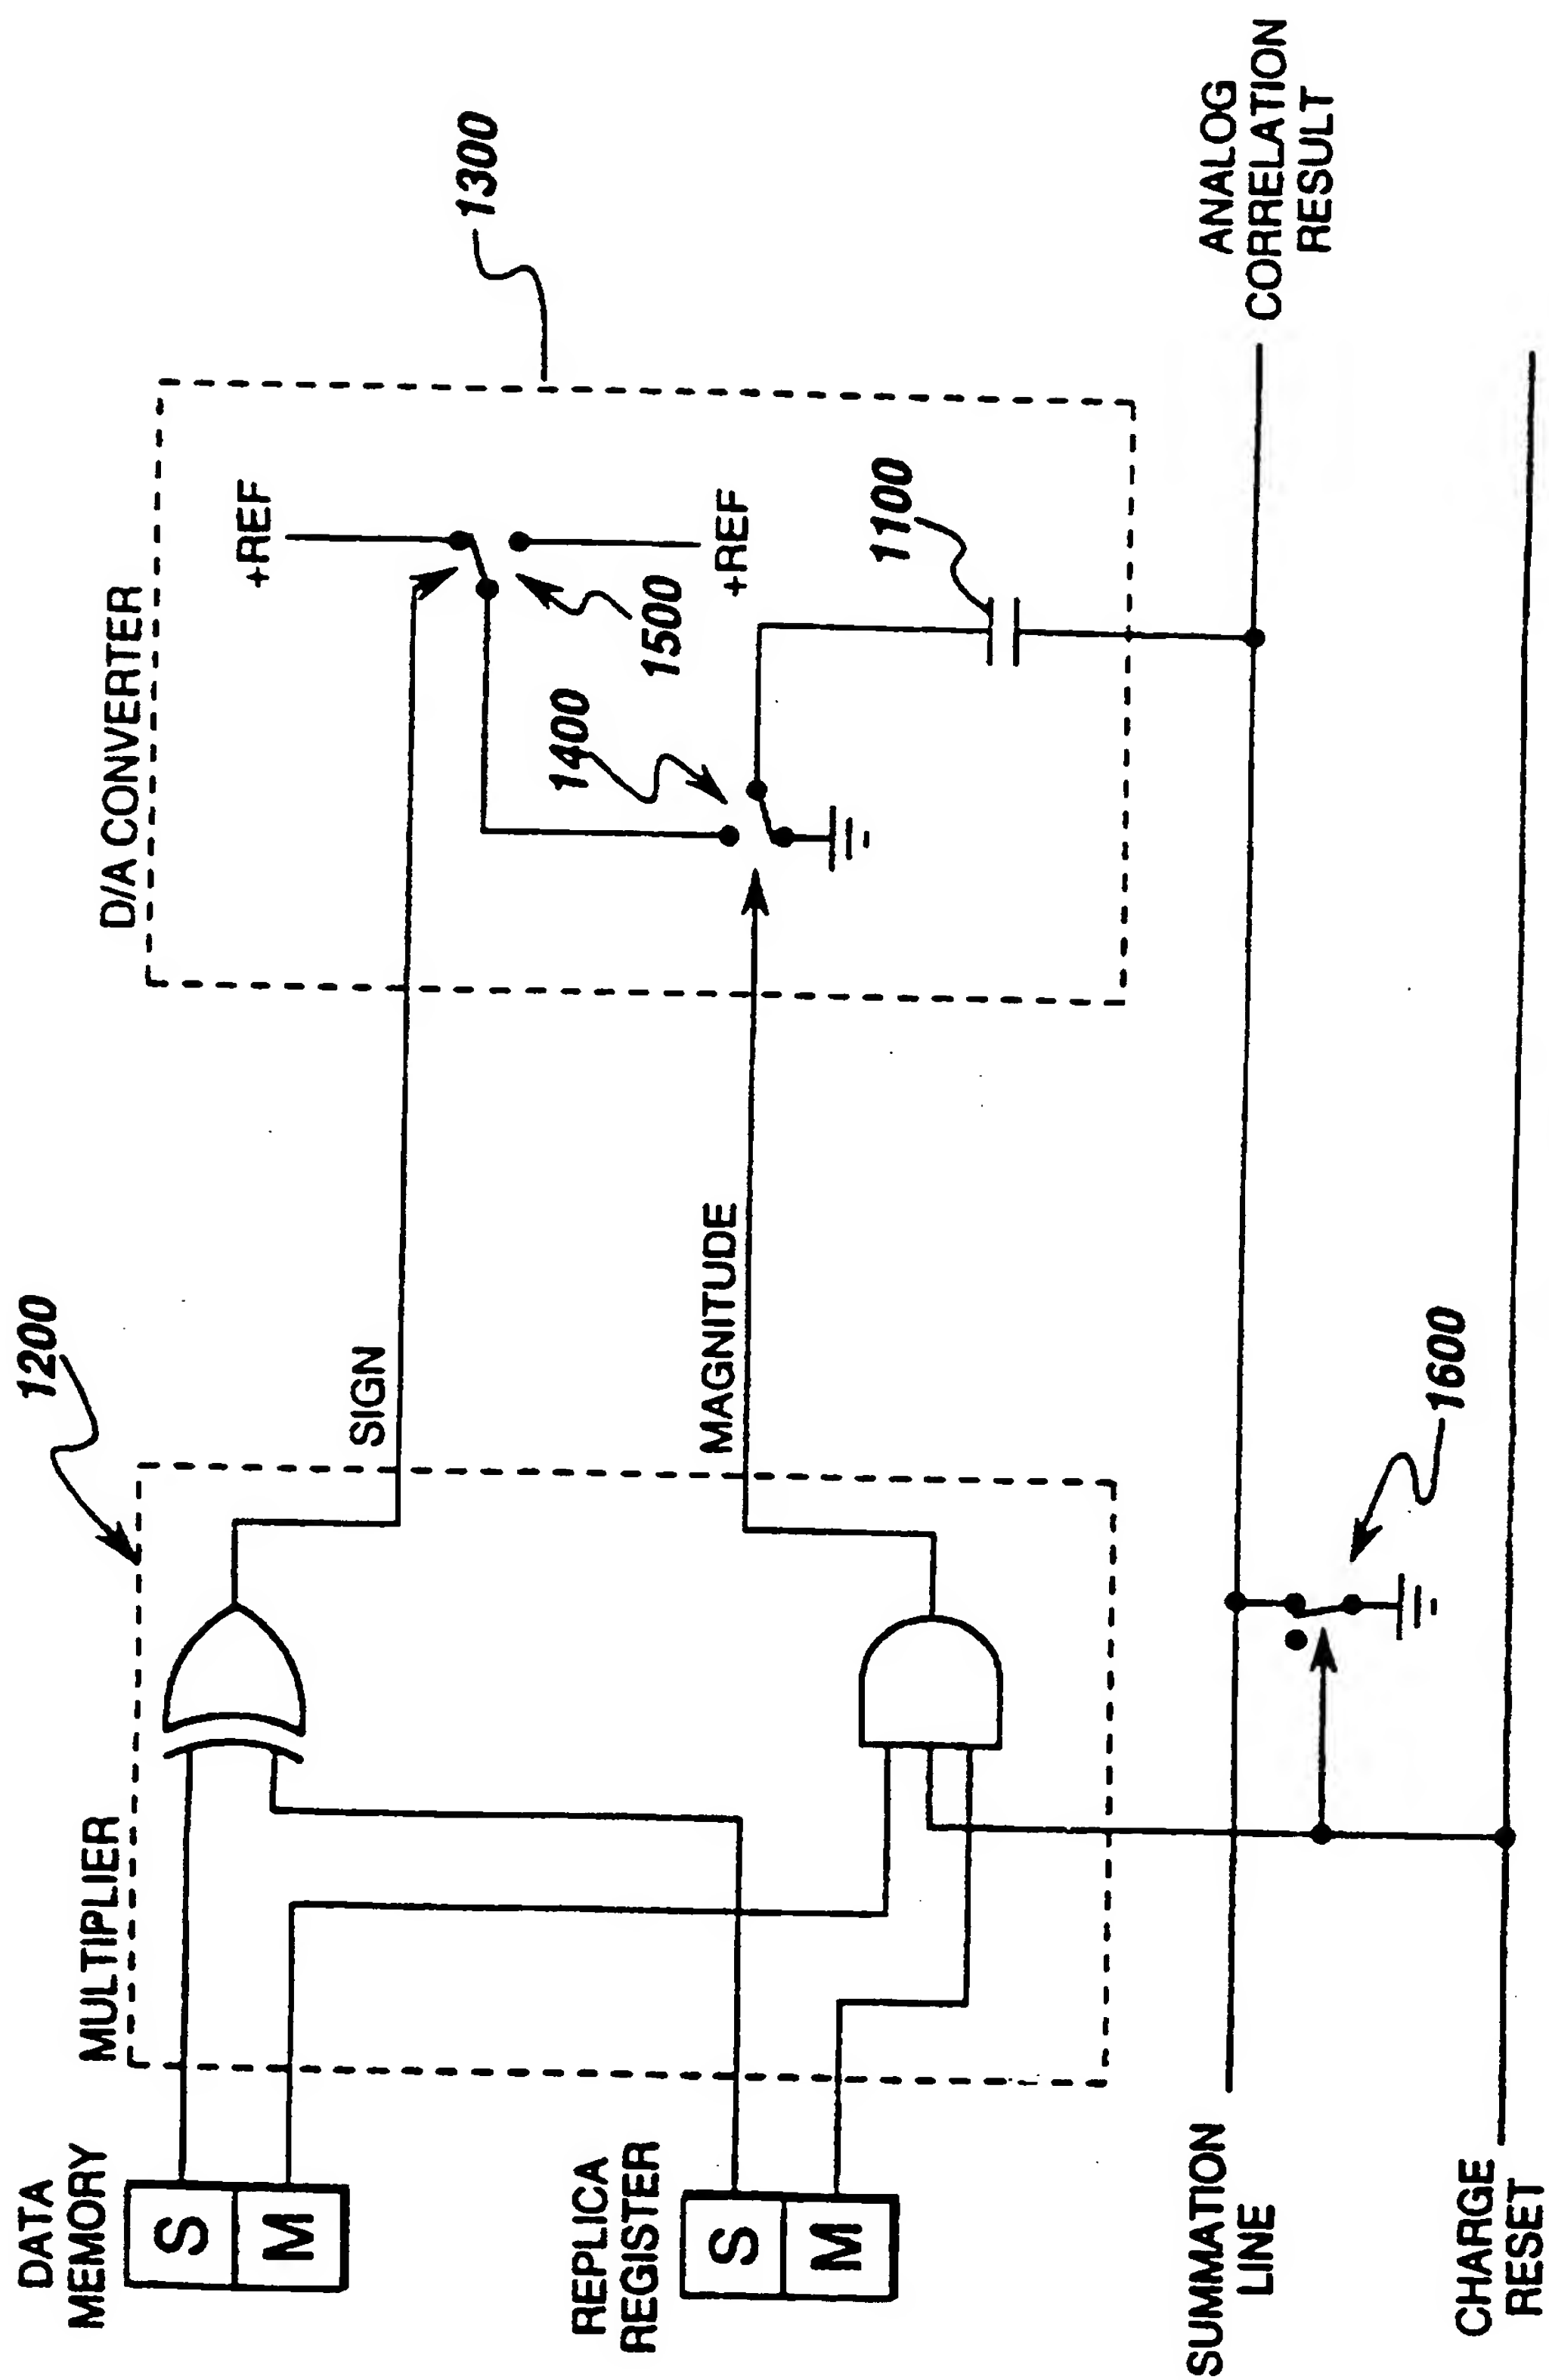 1200
MULTIPLIER
D/A CONVERTER
1300
DATA
MEMORY
S
M
SIGN
+REF
1500
1400
+REF
REPLICA
REGISTER
S
M
MAGNITUDE
1100
SUMMATION
LINE
1600
ANALOG
CORRELATION
RESULT
CHARGE
RESET